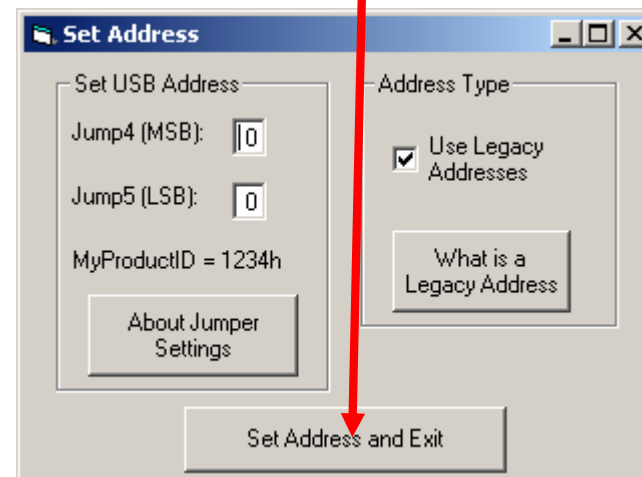 Set Address
Set USB Address
Jump4 (MSB): 0
Jump5 (LSB): 0
MyProductID = 1234h
About Jumper
Settings
Address Type
Use Legacy
Addresses
What is a
Legacy Address
Set Address and Exit